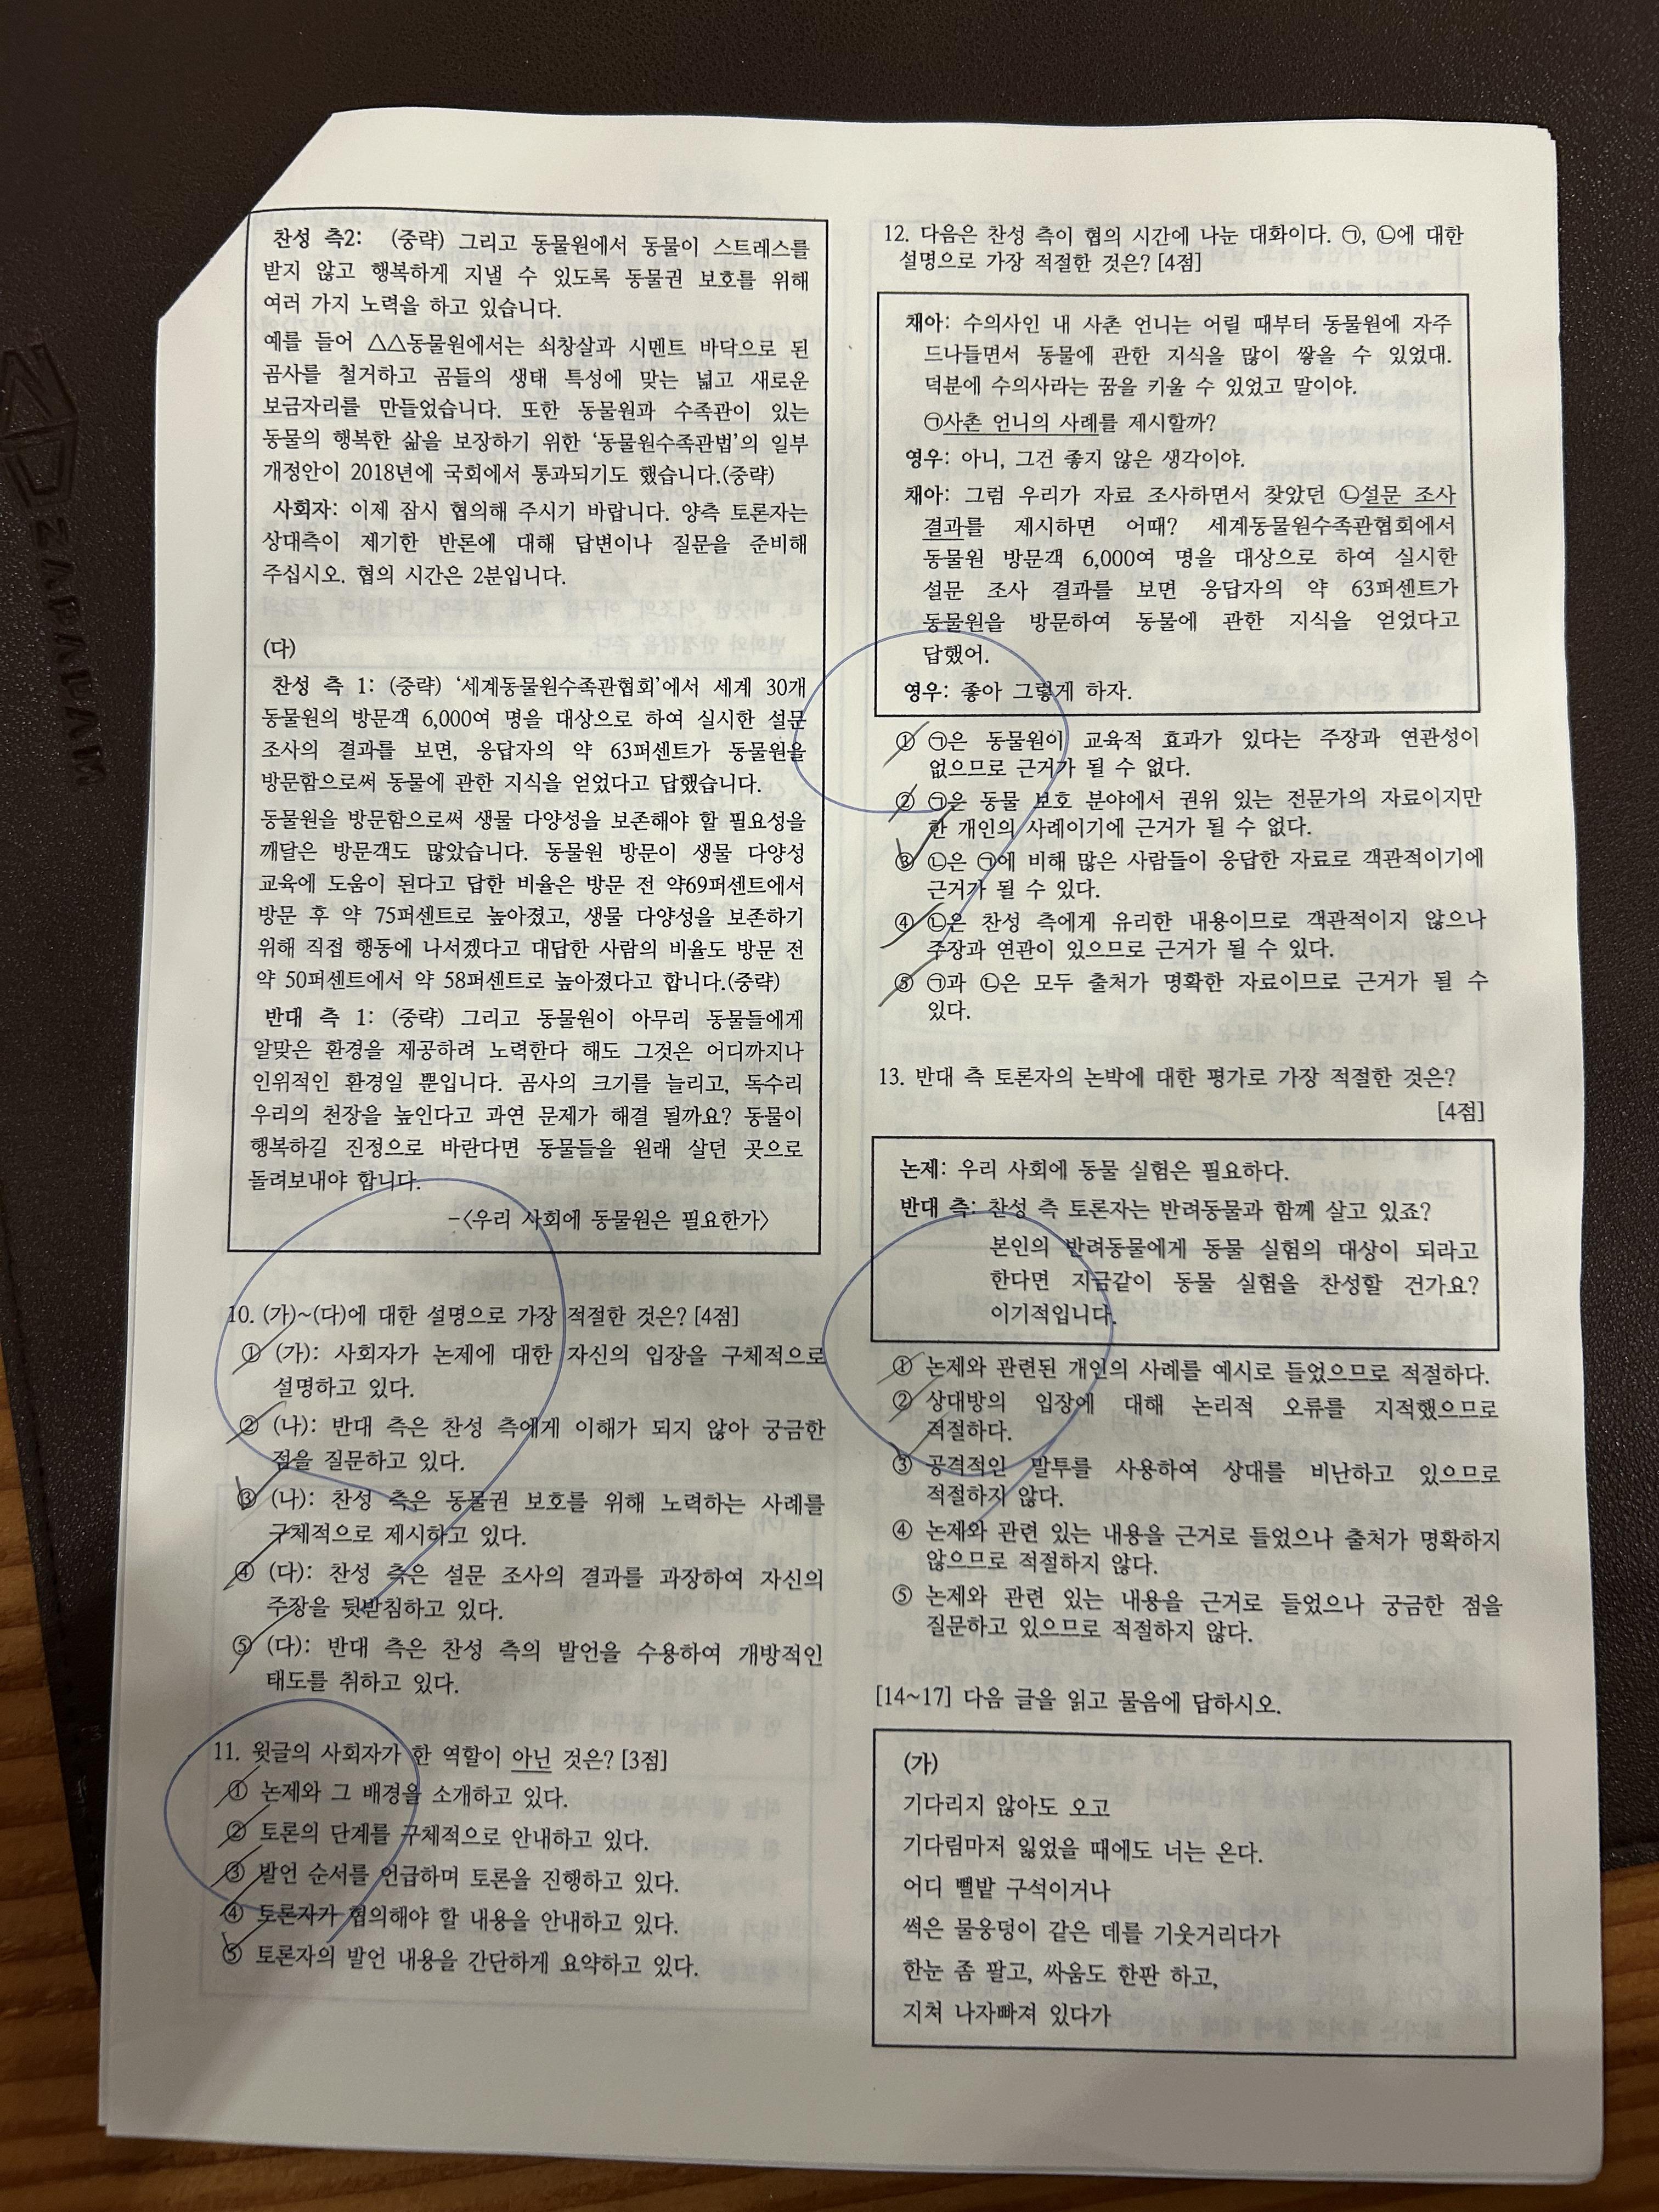 찬성 측2: (중략) 그리고 동물원에서 동물이 스트레스를
받지 않고 행복하게 지낼 수 있도록 동물권 보호를 위해
여러 가지 노력을 하고 있습니다.
예를 들어 △△동물원에서는 쇠창살과 시멘트 바닥으로 된
곰사를 철거하고 곰들의 생태 특성에 맞는 넓고 새로운
보금자리를 만들었습니다. 또한 동물원과 수족관이 있는
동물의 행복한 삶을 보장하기 위한 ‘동물원수족관법’의 일부
개정안이 2018년에 국회에서 통과되기도 했습니다.(중략)
사회자: 이제 잠시 협의해 주시기 바랍니다. 양측 토론자는
상대측이 제기한 반론에 대해 답변이나 질문을 준비해
주십시오. 협의 시간은 2분입니다.
(다)
찬성 측 1: (중략) ‘세계동물원수족관협회’에서 세계 30개
동물원의 방문객 6,000여 명을 대상으로 하여 실시한 설문
조사의 결과를 보면, 응답자의 약 63퍼센트가 동물원을
방문함으로써 동물에 관한 지식을 얻었다고 답했습니다.
동물원을 방문함으로써 생물 다양성을 보존해야 할 필요성을
깨달은 방문객도 많았습니다. 동물원 방문이 생물 다양성
교육에 도움이 된다고 답한 비율은 방문 전 약69퍼센트에서
방문 후 약 75퍼센트로 높아졌고, 생물 다양성을 보존하기
위해 직접 행동에 나서겠다고 대답한 사람의 비율도 방문 전
약 50퍼센트에서 약 58퍼센트로 높아졌다고 합니다.(중략)
반대 측 1: (중략) 그리고 동물원이 아무리 동물들에게
알맞은 환경을 제공하려 노력한다 해도 그것은 어디까지나
인위적인 환경일 뿐입니다. 곰사의 크기를 늘리고, 독수리
우리의 천장을 높인다고 과연 문제가 해결 될까요? 동물이
행복하길 진정으로 바란다면 동물들을 원래 살던 곳으로
돌려보내야 합니다.
-〈우리 사회에 동물원은 필요한가〉
10. (가)~(다)에 대한 설명으로 가장 적절한 것은? [4점]
① (가): 사회자가 논제에 대한 자신의 입장을 구체적으로
설명하고 있다.
② (나): 반대 측은 찬성 측에게 이해가 되지 않아 궁금한
점을 질문하고 있다.
③ (나): 찬성 측은 동물권 보호를 위해 노력하는 사례를
구체적으로 제시하고 있다.
④ (다): 찬성 측은 설문 조사의 결과를 과장하여 자신의
주장을 뒷받침하고 있다.
⑤ (다): 반대 측은 찬성 측의 발언을 수용하여 개방적인
태도를 취하고 있다.
11. 윗글의 사회자가 한 역할이 아닌 것은? [3점]
① 논제와 그 배경을 소개하고 있다.
② 토론의 단계를 구체적으로 안내하고 있다.
③ 발언 순서를 언급하며 토론을 진행하고 있다.
④ 토론자가 협의해야 할 내용을 안내하고 있다.
⑤ 토론자의 발언 내용을 간단하게 요약하고 있다.
12. 다음은 찬성 측이 협의 시간에 나눈 대화이다. ㉠, ㉡에 대한
설명으로 가장 적절한 것은? [4점]
채아: 수의사인 내 사촌 언니는 어릴 때부터 동물원에 자주
드나들면서 동물에 관한 지식을 많이 쌓을 수 있었대.
덕분에 수의사라는 꿈을 키울 수 있었고 말이야.
㉠사촌 언니의 사례를 제시할까?
영우: 아니, 그건 좋지 않은 생각이야.
채아: 그럼 우리가 자료 조사하면서 찾았던 ㉡설문 조사
결과를 제시하면 어때? 세계동물원수족관협회에서
동물원 방문객 6,000여 명을 대상으로 하여 실시한
설문 조사 결과를 보면 응답자의 약 63퍼센트가
동물원을 방문하여 동물에 관한 지식을 얻었다고
답했어.
영우: 좋아 그렇게 하자.
① ㉠은 동물원이 교육적 효과가 있다는 주장과 연관성이
없으므로 근거가 될 수 없다.
② ㉠은 동물 보호 분야에서 권위 있는 전문가의 자료이지만
한 개인의 사례이기에 근거가 될 수 없다.
③ ㉡은 ㉠에 비해 많은 사람들이 응답한 자료로 객관적이기에
근거가 될 수 있다.
④ ㉡은 찬성 측에게 유리한 내용이므로 객관적이지 않으나
주장과 연관이 있으므로 근거가 될 수 있다.
⑤ ㉠과 ㉡은 모두 출처가 명확한 자료이므로 근거가 될 수
있다.
13. 반대 측 토론자의 논박에 대한 평가로 가장 적절한 것은?
[4점]
논제: 우리 사회에 동물 실험은 필요하다.
반대 측: 찬성 측 토론자는 반려동물과 함께 살고 있죠?
본인의 반려동물에게 동물 실험의 대상이 되라고
한다면 지금같이 동물 실험을 찬성할 건가요?
이기적입니다.
① 논제와 관련된 개인의 사례를 예시로 들었으므로 적절하다.
② 상대방의 입장에 대해 논리적 오류를 지적했으므로
적절하다.
③ 공격적인 말투를 사용하여 상대를 비난하고 있으므로
적절하지 않다.
④ 논제와 관련 있는 내용을 근거로 들었으나 출처가 명확하지
않으므로 적절하지 않다.
⑤ 논제와 관련 있는 내용을 근거로 들었으나 궁금한 점을
질문하고 있으므로 적절하지 않다.
[14~17] 다음 글을 읽고 물음에 답하시오.
(가)
기다리지 않아도 오고
기다림마저 잃었을 때에도 너는 온다.
어디 뻘밭 구석이거나
썩은 물웅덩이 같은 데를 기웃거리다가
한눈 좀 팔고, 싸움도 한판 하고,
지쳐 나자빠져 있다가